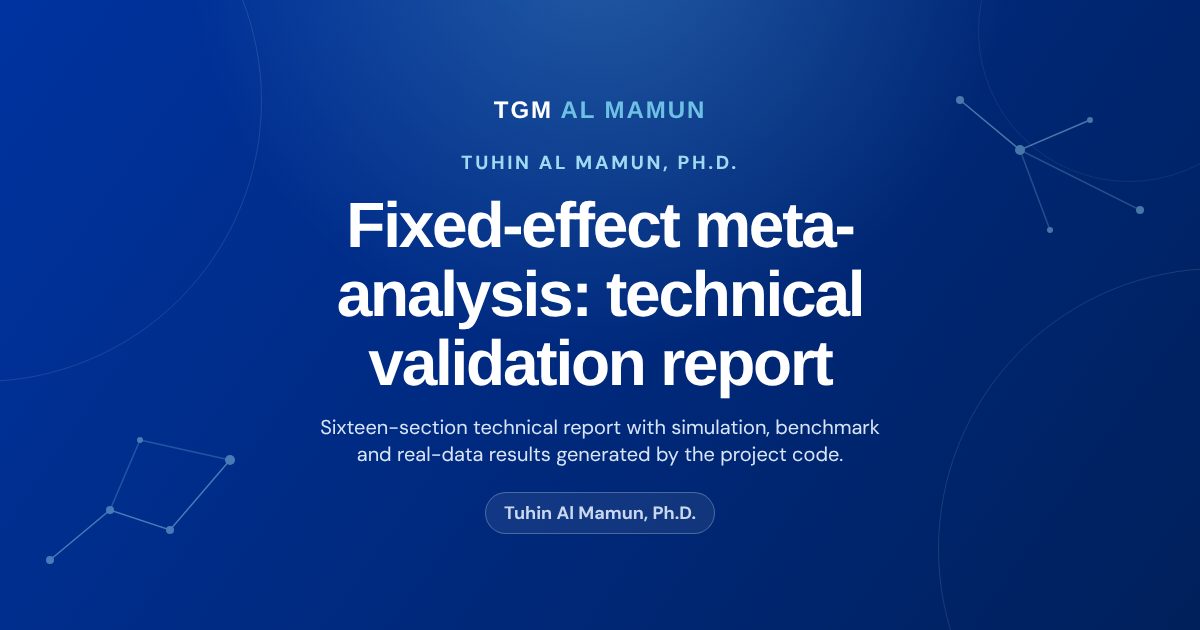 TGM AL MAMUN
TUHIN AL MAMUN, PH.D.
Fixed-effect meta-
analysis: technical
validation report
Sixteen-section technical report with simulation, benchmark
and real-data results generated by the project code.
Tuhin Al Mamun, Ph.D.